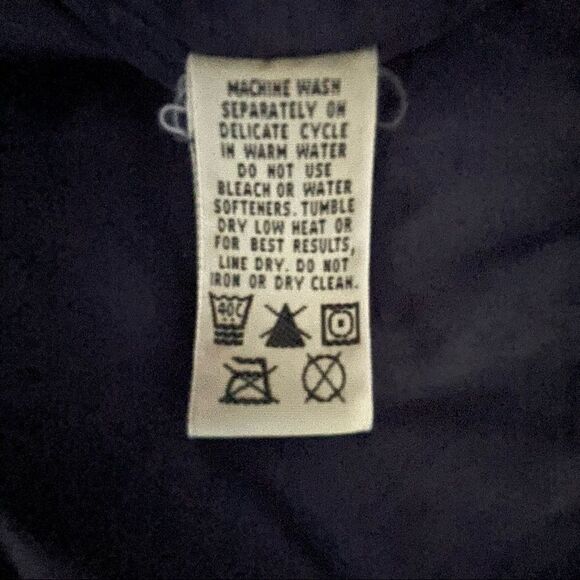 MACHINE WASH
SEPARATELY ON
DELICATE CYCLE
IN WARM WATER
DO NOT USE
BLEACH OR WATER
SOFTENERS. TUMBLE
DRY LOW HEAT OR
FOR BEST RESULTS,
LINE DRY. DO NOT
IRON OR DRY CLEAN.
40C